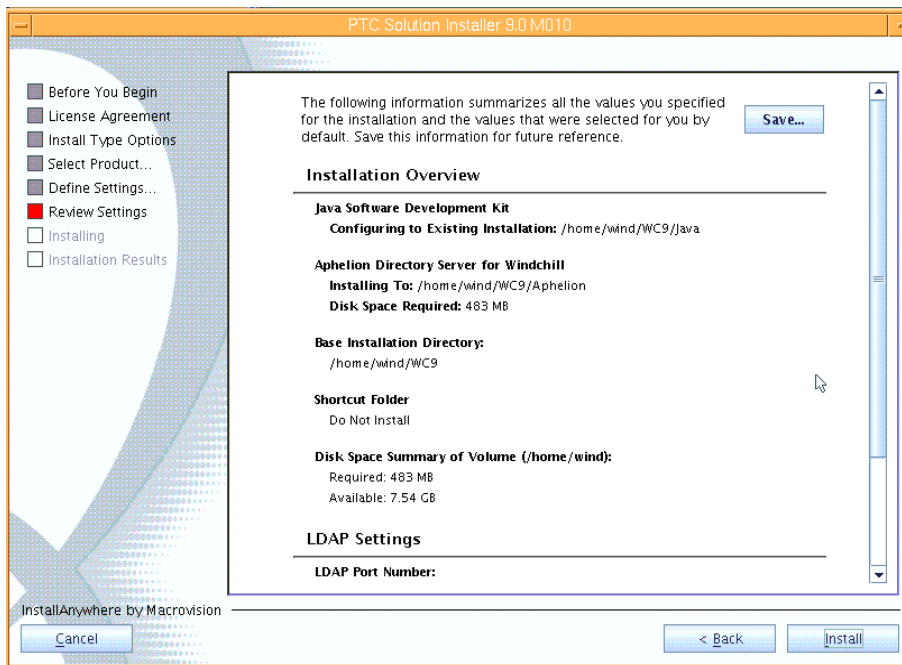 PTC Solution Installer 9.0 M010
Before You Begin
License Agreement
Install Type Options
Select Product...
Define Settings...
Review Settings
Installing
Installation Results
The following information summarizes all the values you specified
for the installation and the values that were selected for you by
default. Save this information for future reference.
Save...
Installation Overview
Java Software Development Kit
Configuring to Existing Installation: /home/wind/WC9/Java
Aphelion Directory Server for Windchill
Installing To: /home/wind/WC9/Aphelion
Disk Space Required: 483 MB
Base Installation Directory:
/home/wind/WC9
Shortcut Folder
Do Not Install
Disk Space Summary of Volume (/home/wind):
Required: 483 MB
Available: 7.54 GB
LDAP Settings
LDAP Port Number:
InstallAnywhere by Macrovision
Cancel
< Back
Install